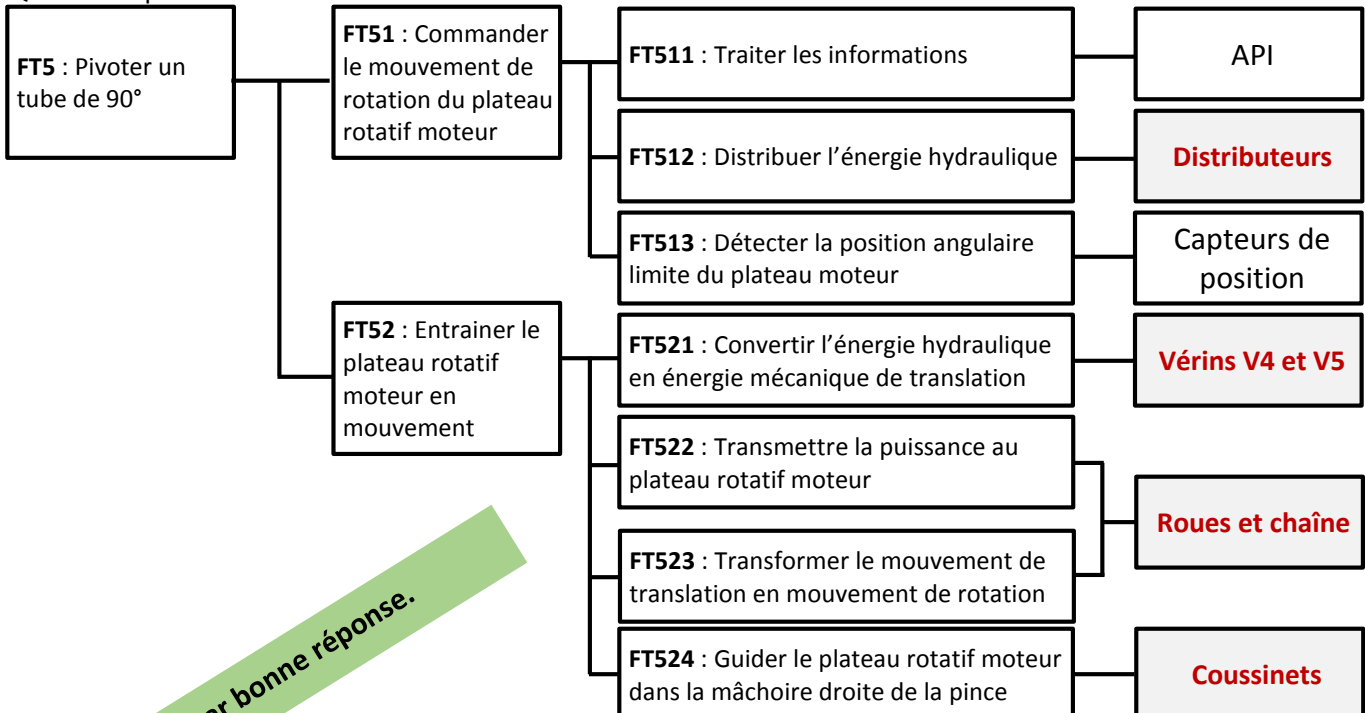 FT5 : Pivoter un
tube de 90°
FT51 : Commander
le mouvement de
rotation du plateau
rotatif moteur
FT511 : Traiter les informations
API
FT512 : Distribuer l'énergie hydraulique
Distributeurs
FT513 : Détecter la position angulaire
limite du plateau moteur
Capteurs de
position
FT52 : Entrainer le
plateau rotatif
moteur en
mouvement
FT521 : Convertir l'énergie hydraulique
en énergie mécanique de translation
Vérins V4 et V5
FT522 : Transmettre la puissance au
plateau rotatif moteur
Roues et chaîne
FT523 : Transformer le mouvement de
translation en mouvement de rotation
FT524 : Guider le plateau rotatif moteur
dans la mâchoire droite de la pince
Coussinets
bonne réponse.